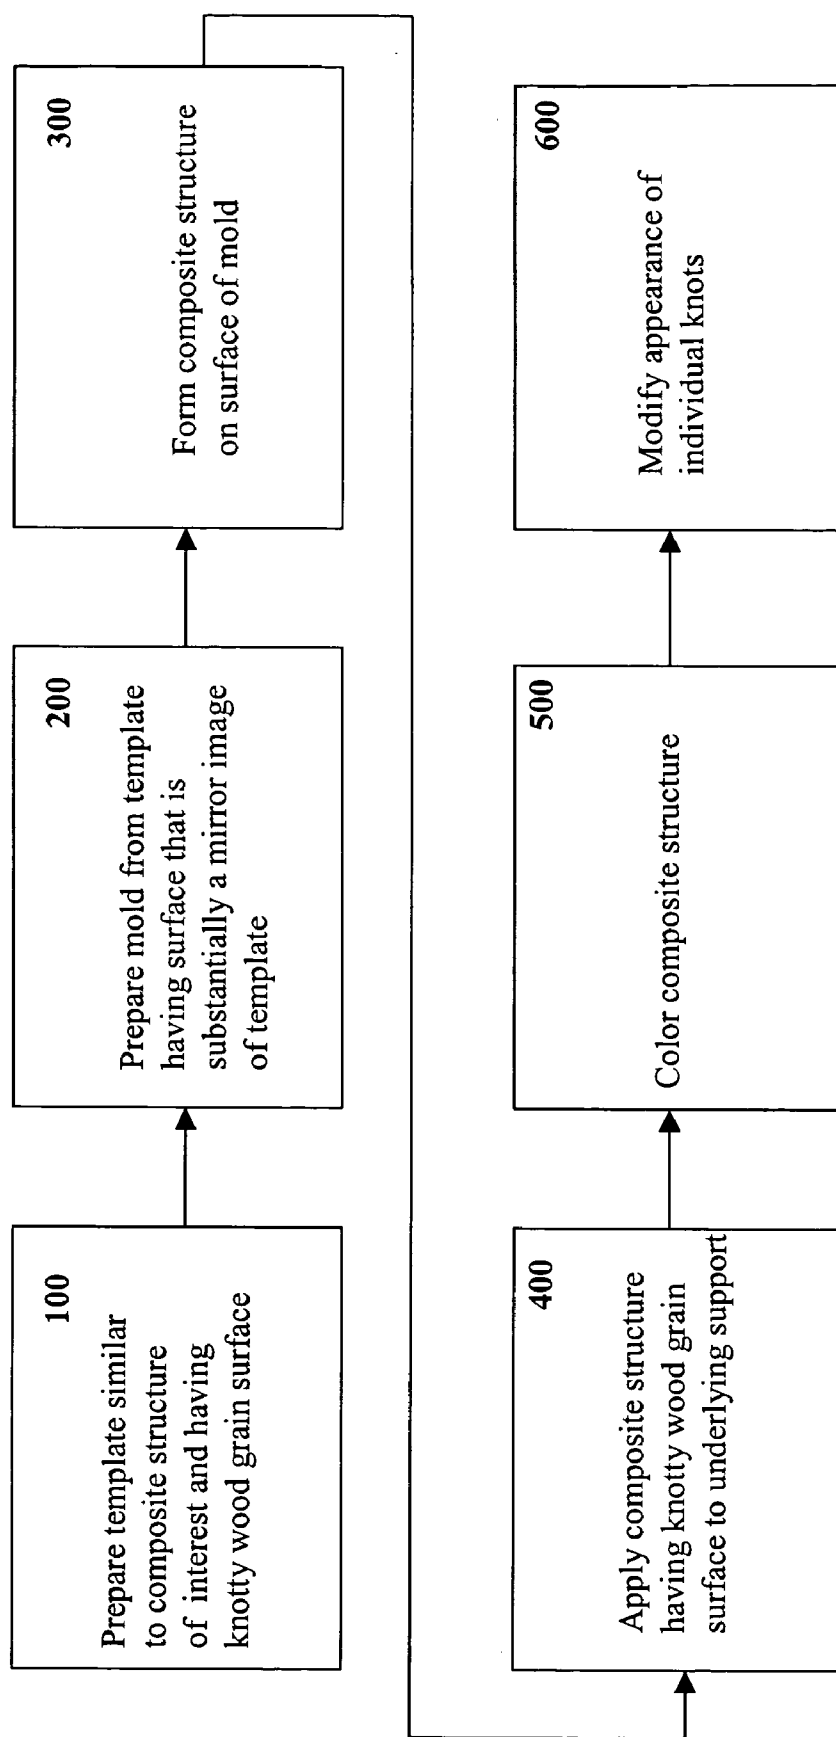 100
Prepare template similar
to composite structure
of interest and having
knotty wood grain surface
200
Prepare mold from template
having surface that is
substantially a mirror image
of template
300
Form composite structure
on surface of mold
400
Apply composite structure
having knotty wood grain
surface to underlying support
500
Color composite structure
600
Modify appearance of
individual knots